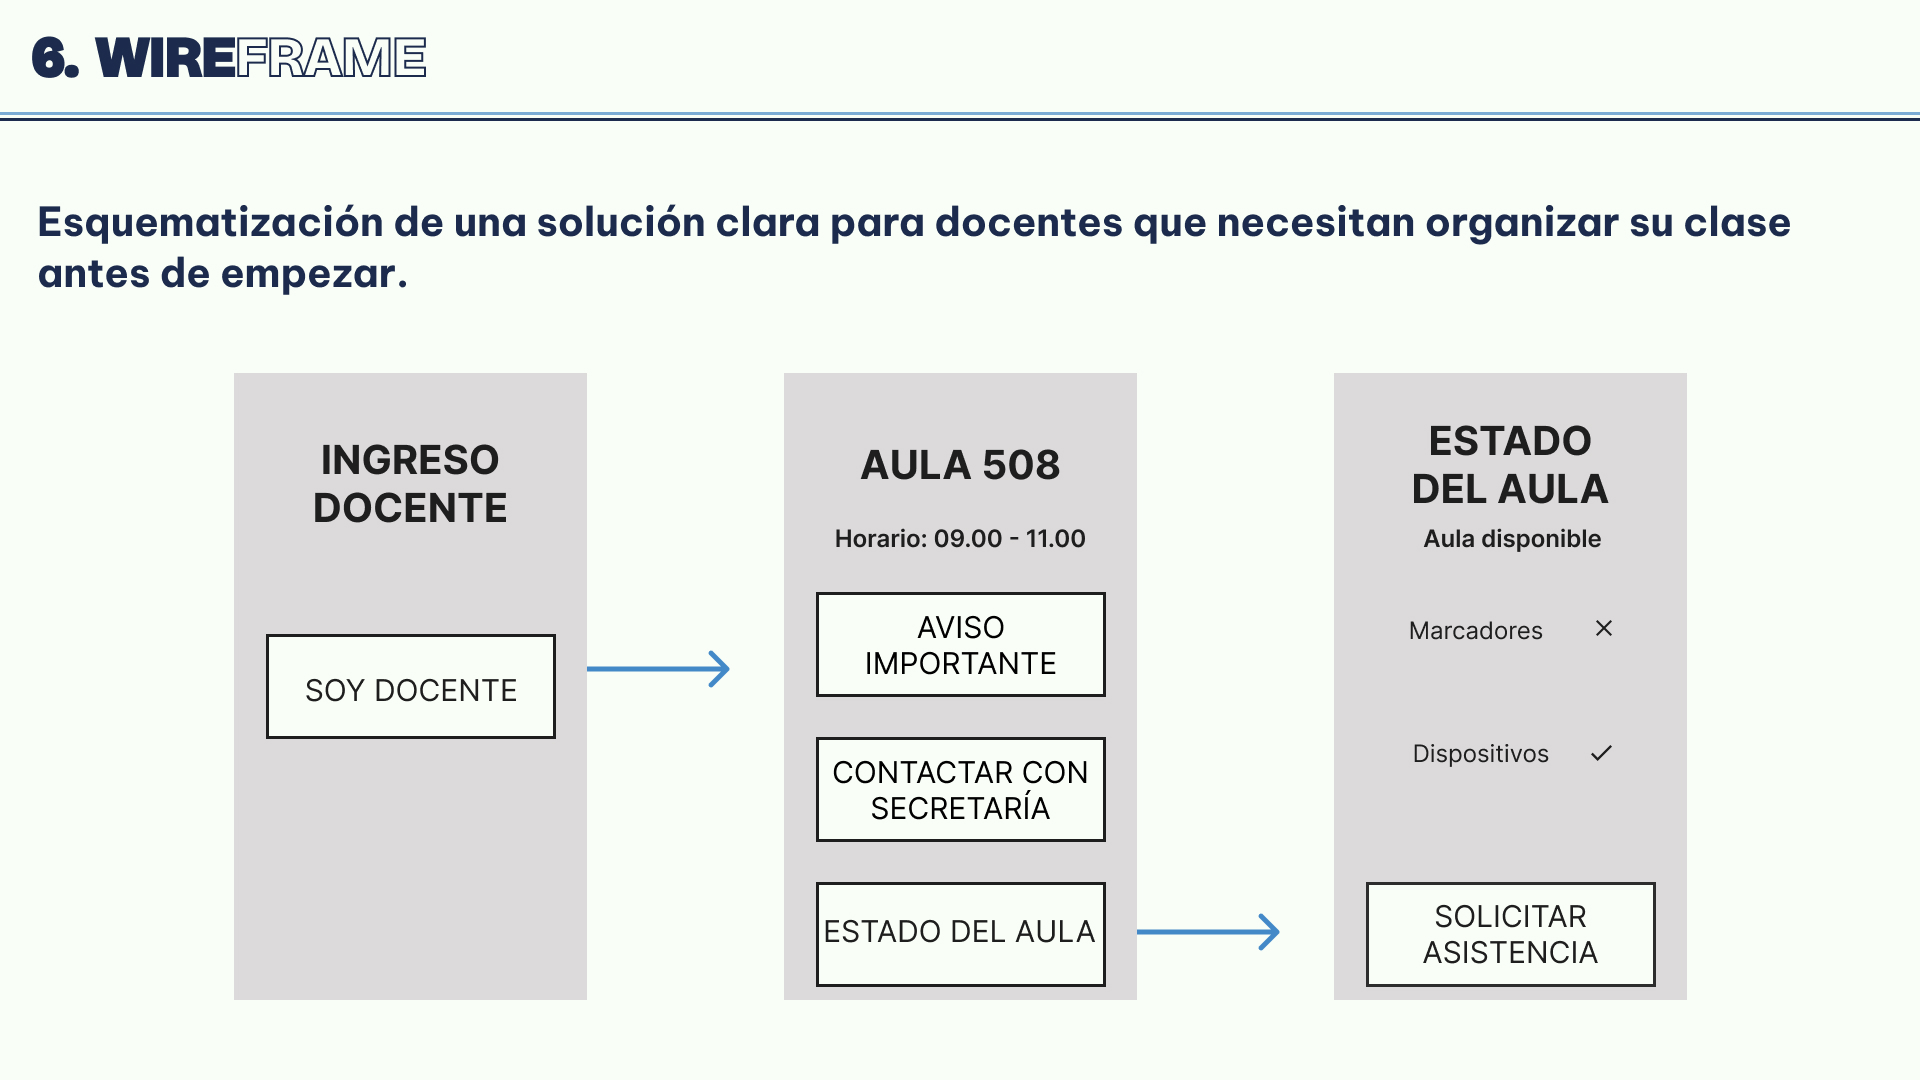 6. WIREFRAME
Esquematización de una solución clara para docentes que necesitan organizar su clase
antes de empezar.
INGRESO
DOCENTE
SOY DOCENTE
AULA 508
Horario: 09.00 - 11.00
AVISO
IMPORTANTE
CONTACTAR CON
SECRETARÍA
ESTADO DEL AULA
ESTADO
DEL AULA
Aula disponible
Marcadores
Dispositivos
SOLICITAR
ASISTENCIA